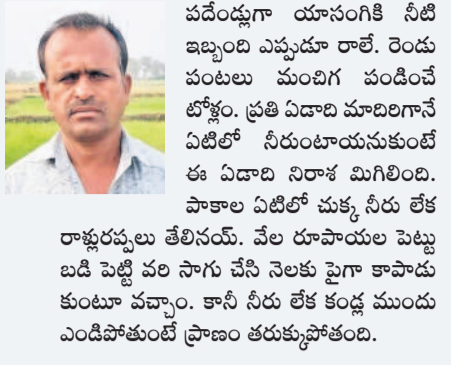 పదేండ్లుగా యాసంగికి నీటి
ఇబ్బంది ఎప్పుడూ రాలే. రెండు
పంటలు మంచిగ పండించే
టోళ్లం. ప్రతి ఏడాది మాదిరిగానే
ఏటిలో నీరుంటాయనుకుంటే
ఈ ఏడాది నిరాశ మిగిలింది.
పాకాల ఏటిలో చుక్క నీరు లేక
రాళ్లురప్పలు తేలినయ్. వేల రూపాయల పెట్టు
బడి పెట్టి వరి సాగు చేసి నెలకు పైగా కాపాడు
కుంటూ వచ్చాం. కానీ నీరు లేక కండ్ల ముందు
ఎండిపోతుంటే ప్రాణం తరుక్కుపోతంది.